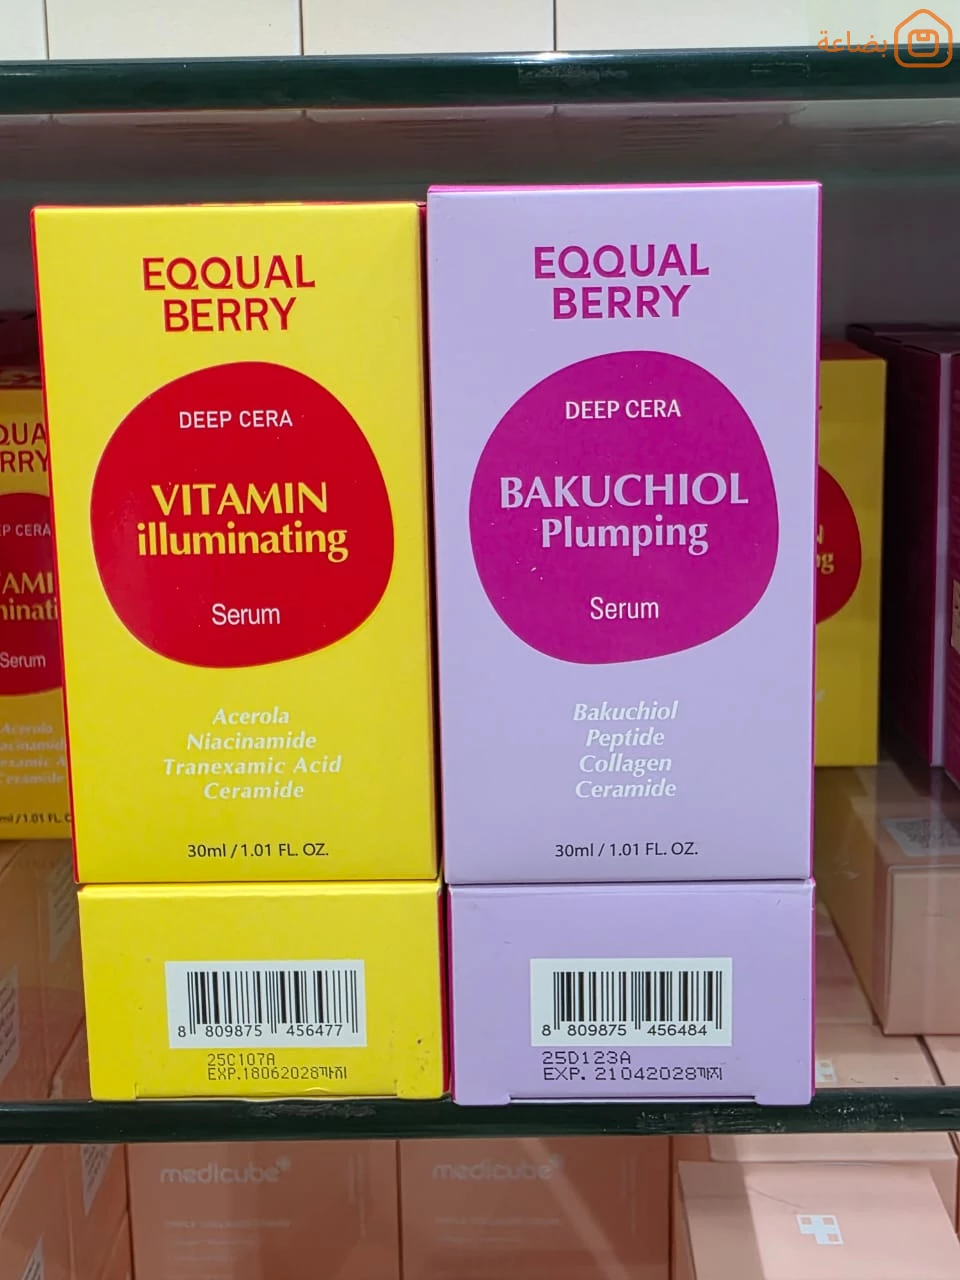 بضاعة
EQQUAL
BERRY
DEEP CERA
VITAMIN
illuminating
Serum
Acerola
Niacinamide
Tranexamic Acid
Ceramide
30ml / 1.01 FL. OZ.
8 809875 456477
25C107A
EXP.18062028까지
EQQUAL
BERRY
DEEP CERA
BAKUCHIOL
Plumping
Serum
Bakuchiol
Peptide
Collagen
Ceramide
30ml / 1.01 FL. OZ.
8 809875 456484
25D123A
EXP. 21042028까지
medicube
medicube